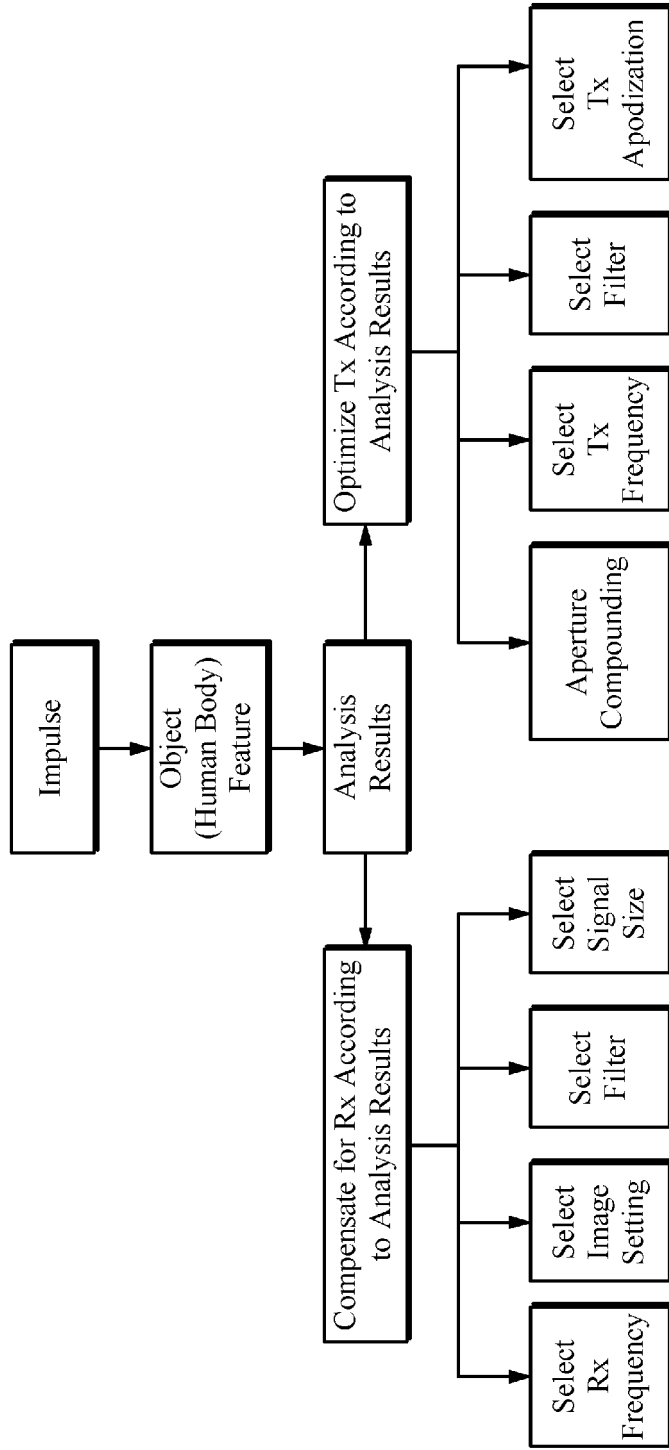 Impulse
Object
(Human Body)
Feature
Analysis
Results
Compensate for Rx According
to Analysis Results
Optimize Tx According to
Analysis Results
Select
Rx
Frequency
Select
Image
Setting
Select
Filter
Select
Signal
Size
Aperture
Compounding
Select
Tx
Frequency
Select
Filter
Select
Tx
Apodization